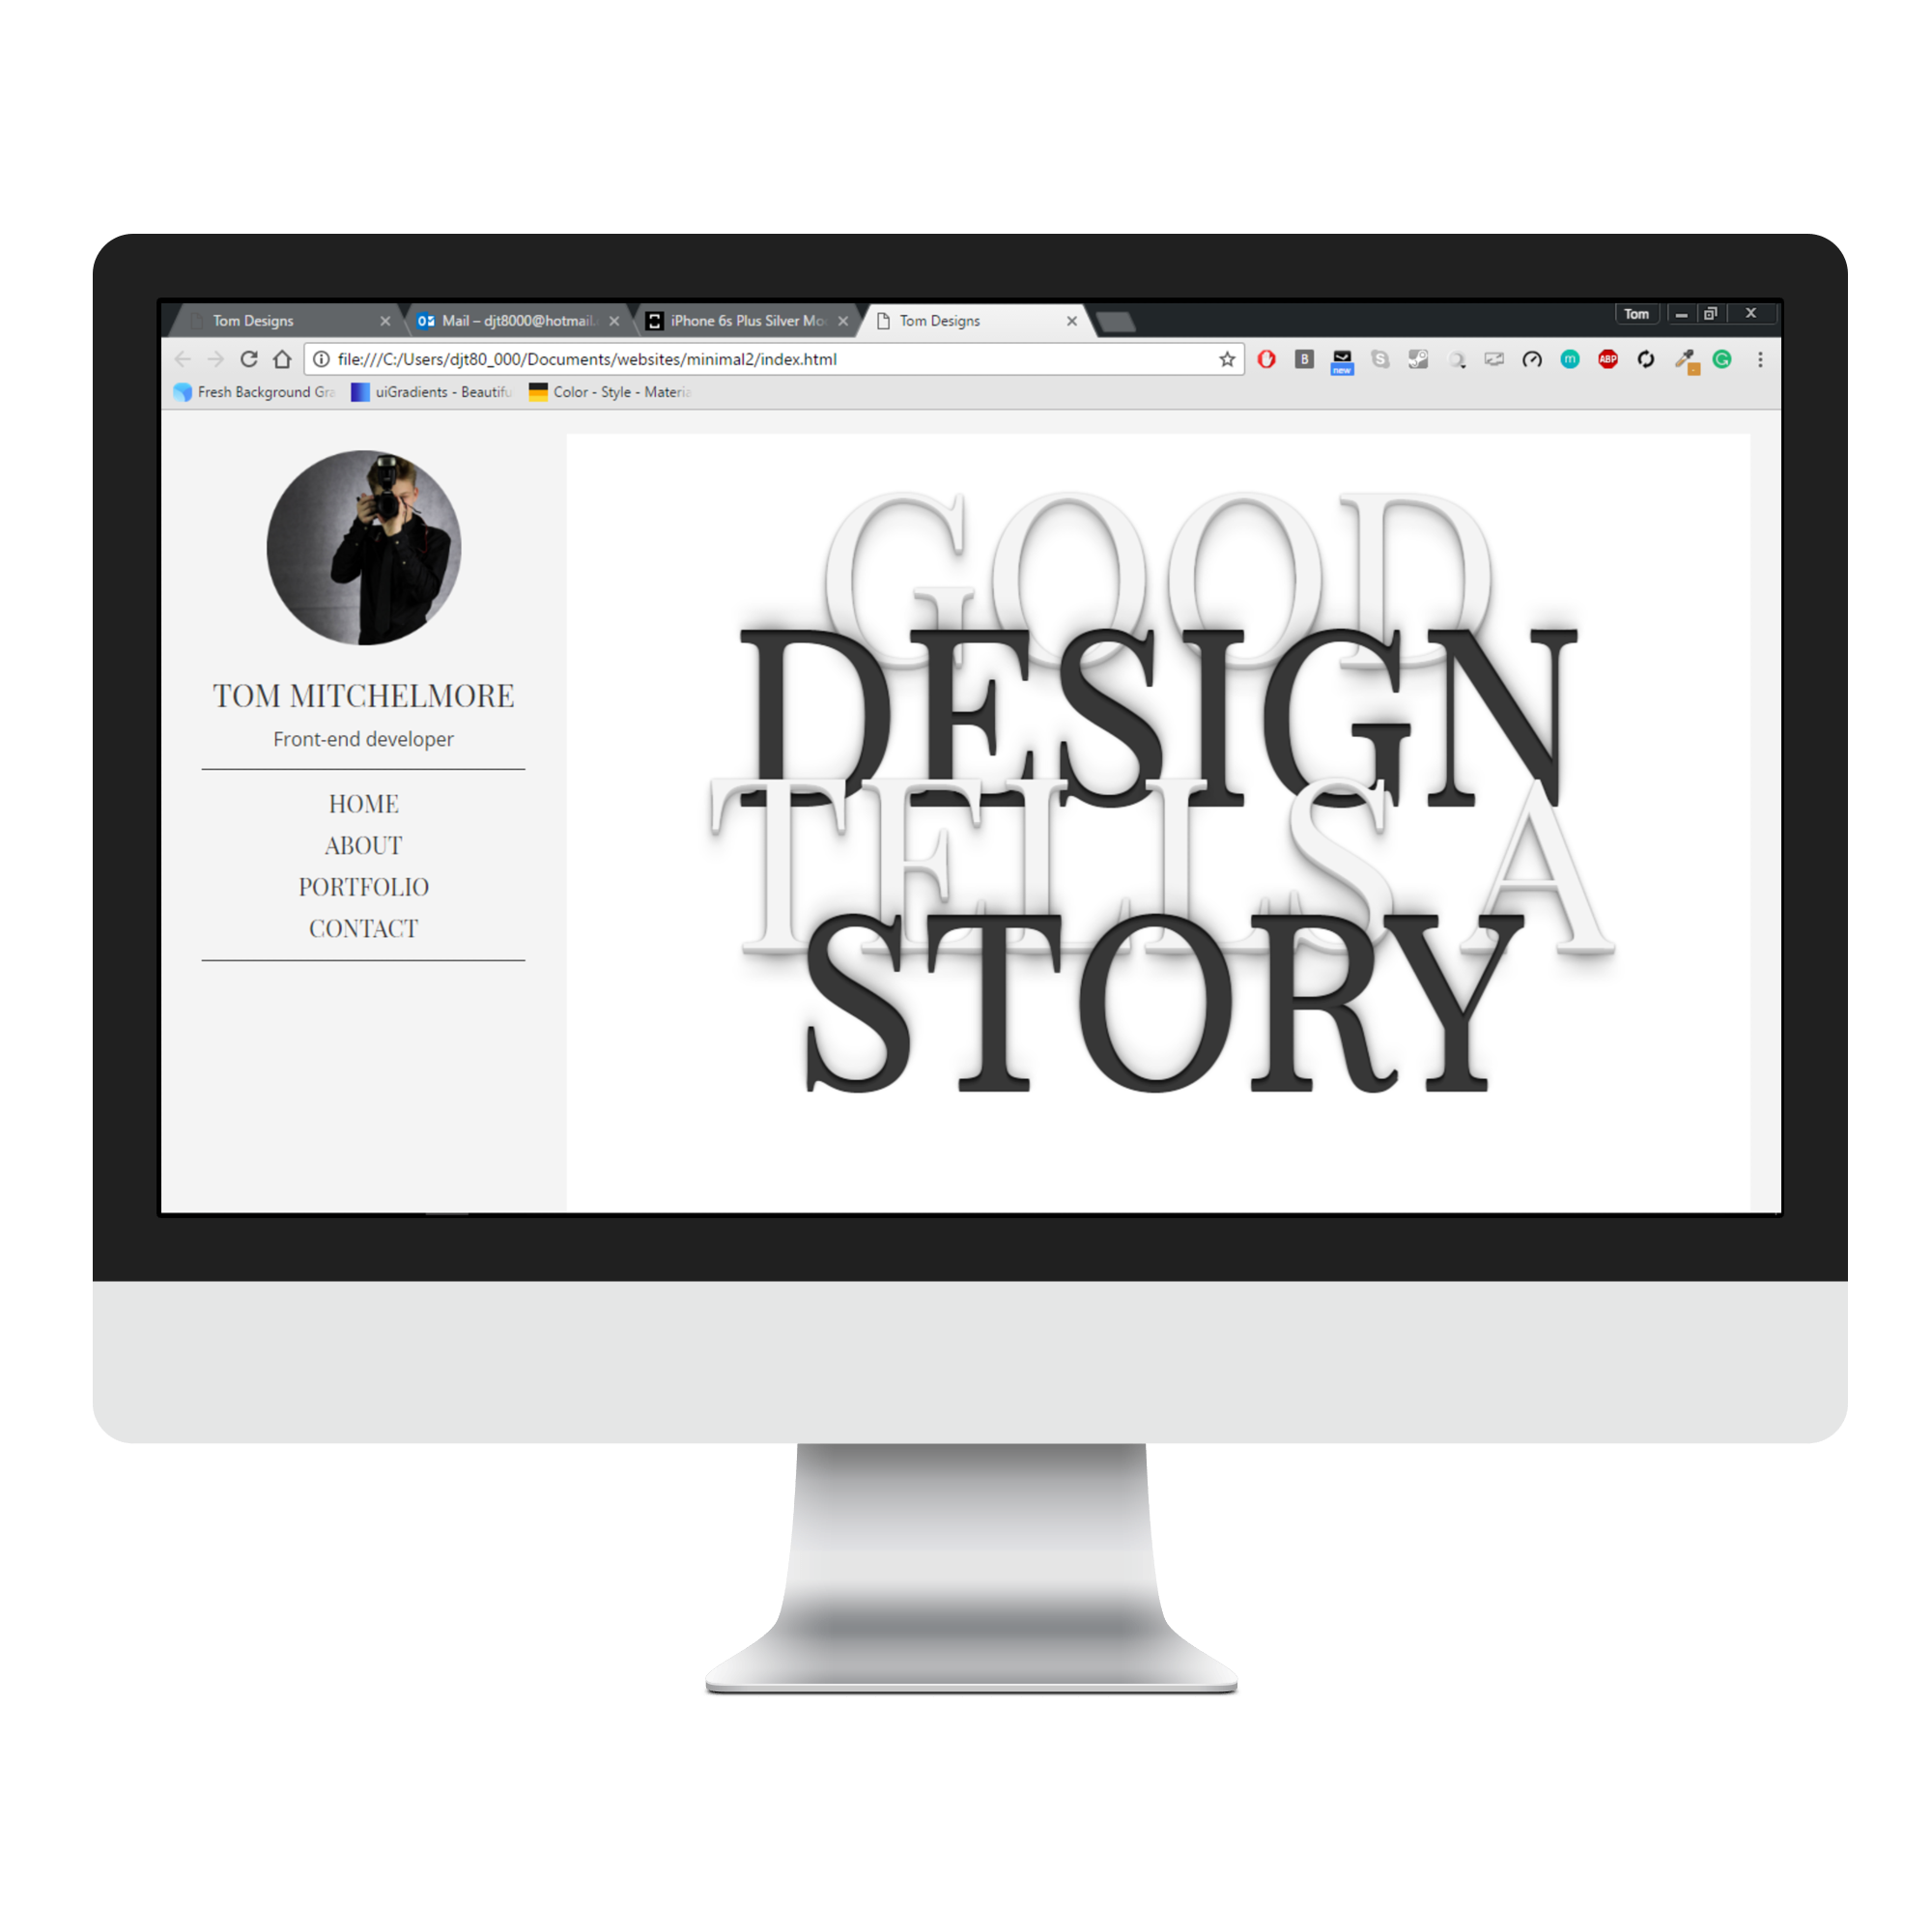 Tom Designs
Mail – djt8000@hotmail.
iPhone 6s Plus Silver Mo
Tom Designs
Tom
file:///C:/Users/djt80_000/Documents/websites/minimal2/index.html
B
new
S
m
ABP
G
Fresh Background Gra
uiGradients - Beautifu
Color - Style - Materia
TOM MITCHELMORE
Front-end developer
HOME
ABOUT
PORTFOLIO
CONTACT
GOOD
DESIGN
TELLS A
STORY